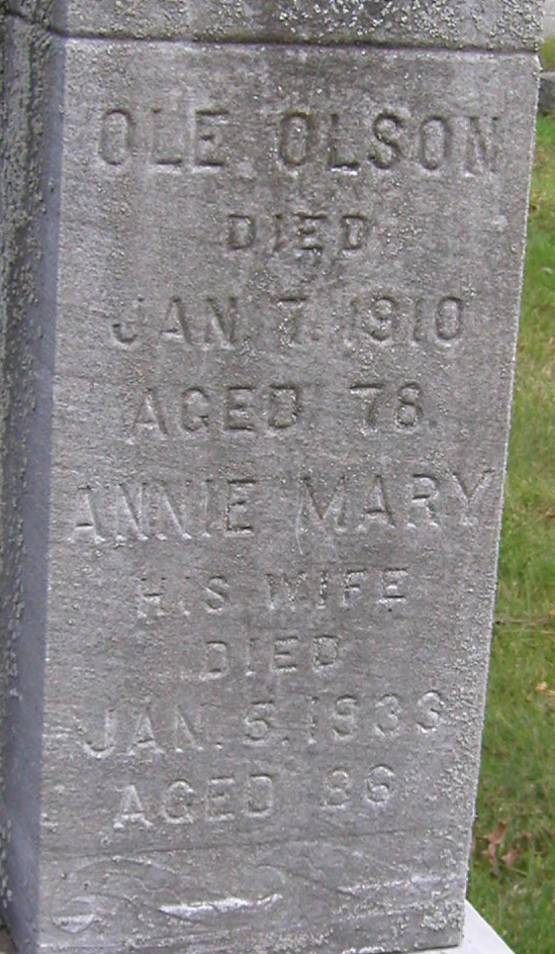 OLE OLSON
DIED
JAN. 7. 1910
AGED 78.
ANNIE MARY
HIS WIFE
DIED
JAN. 5. 1933
AGED 86